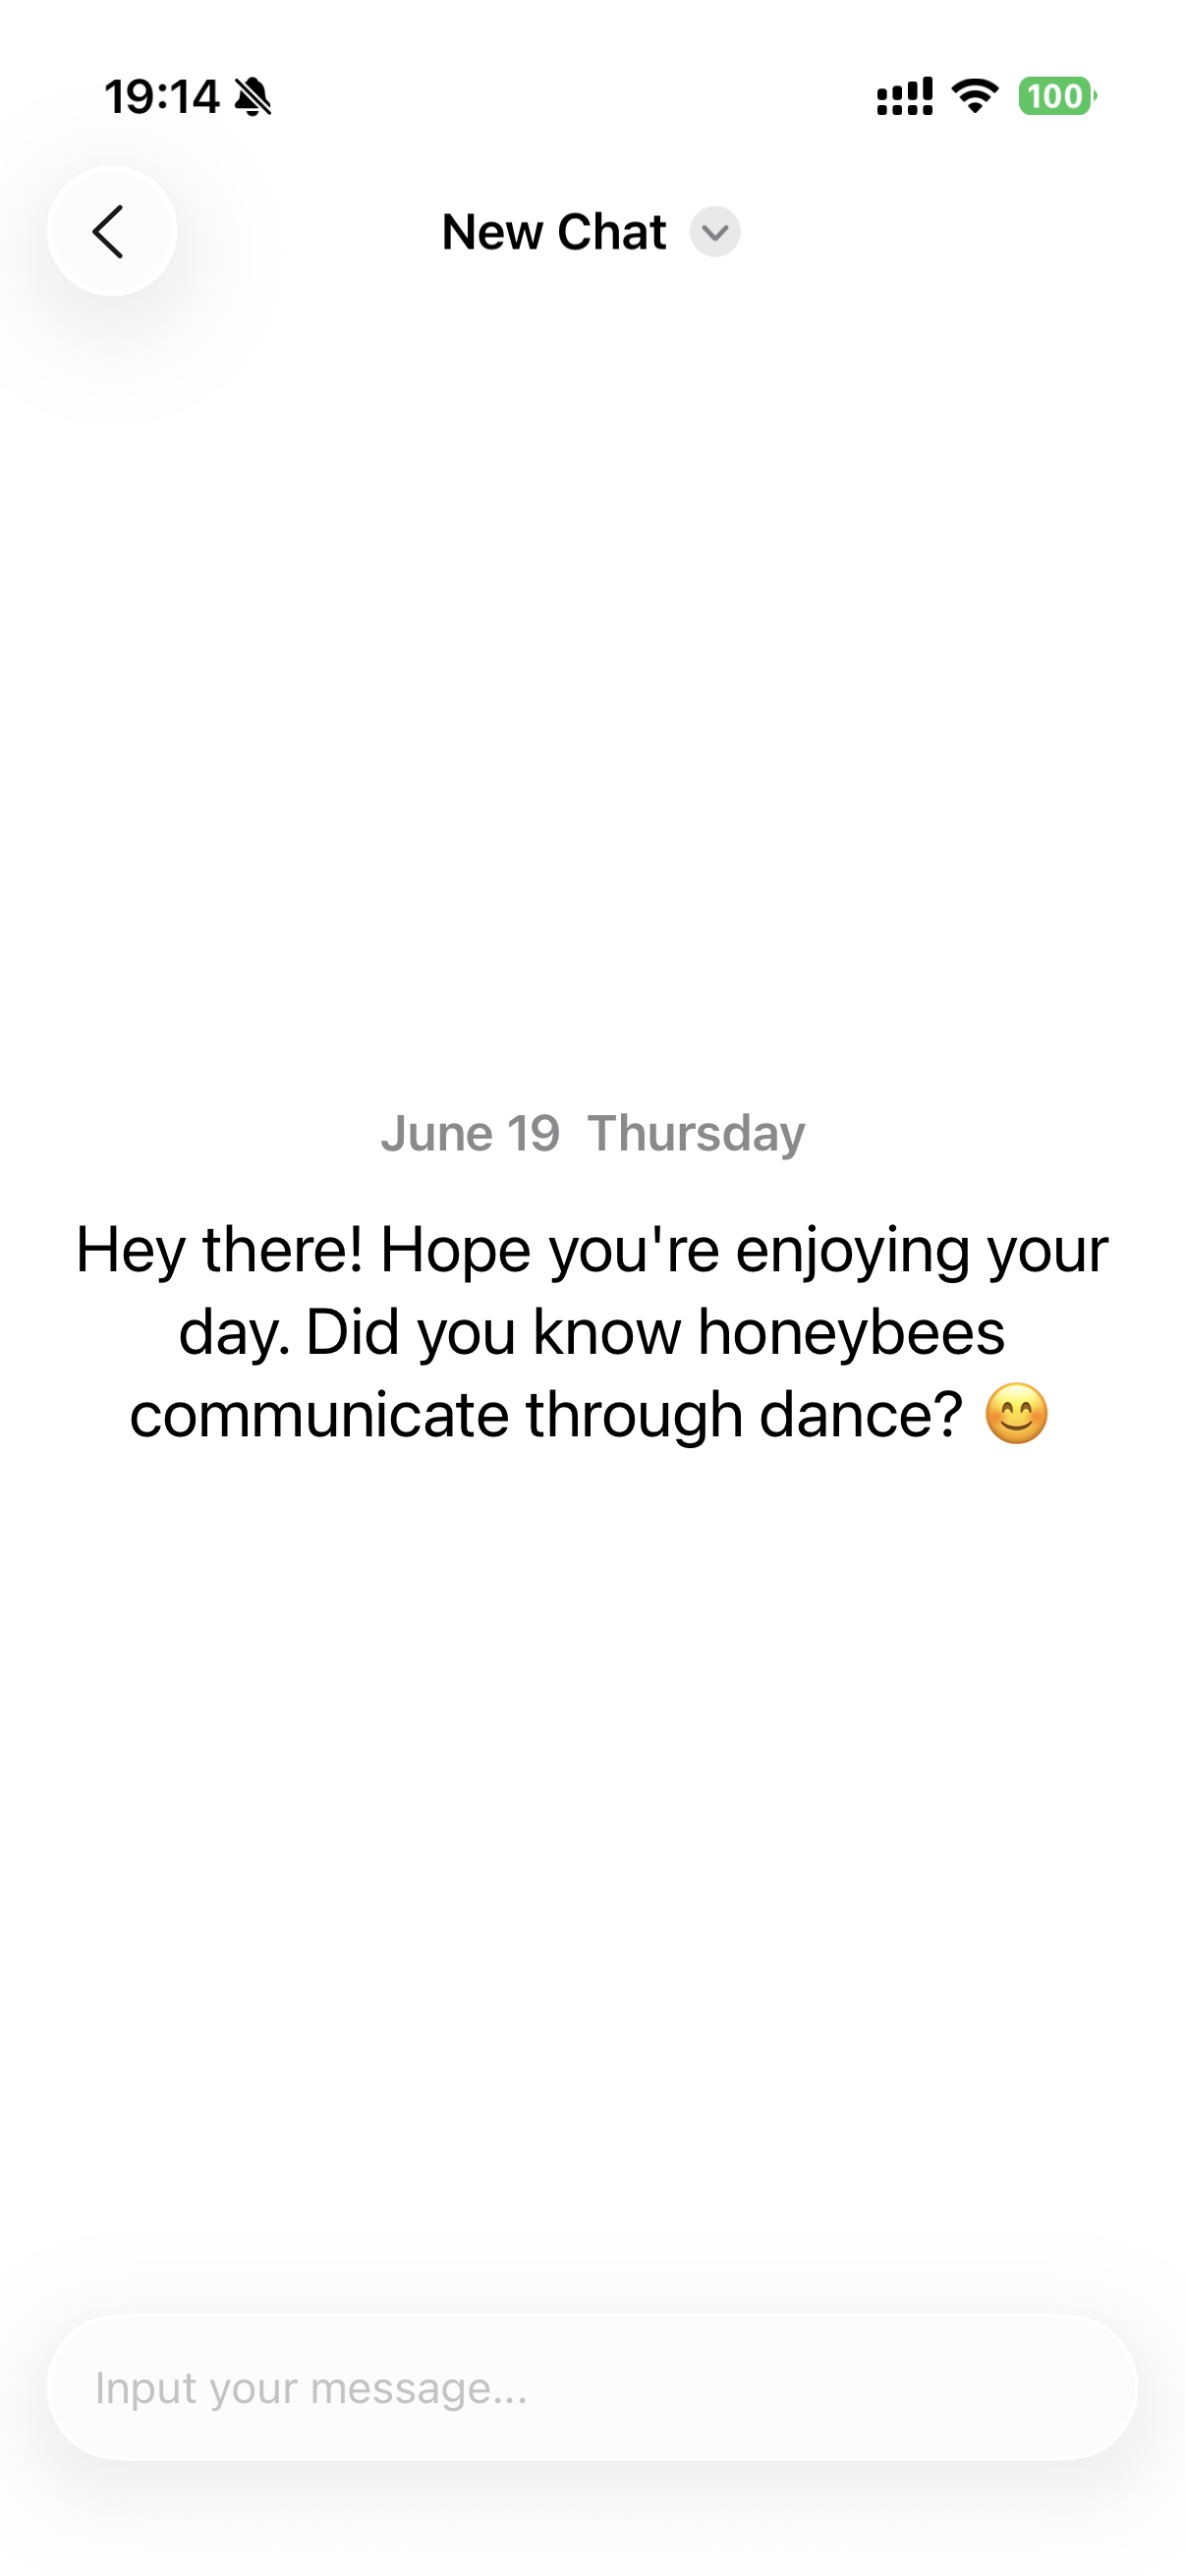 19:14
100
New Chat
June 19 Thursday
Hey there! Hope you're enjoying your
day. Did you know honeybees
communicate through dance? 😊
Input your message...